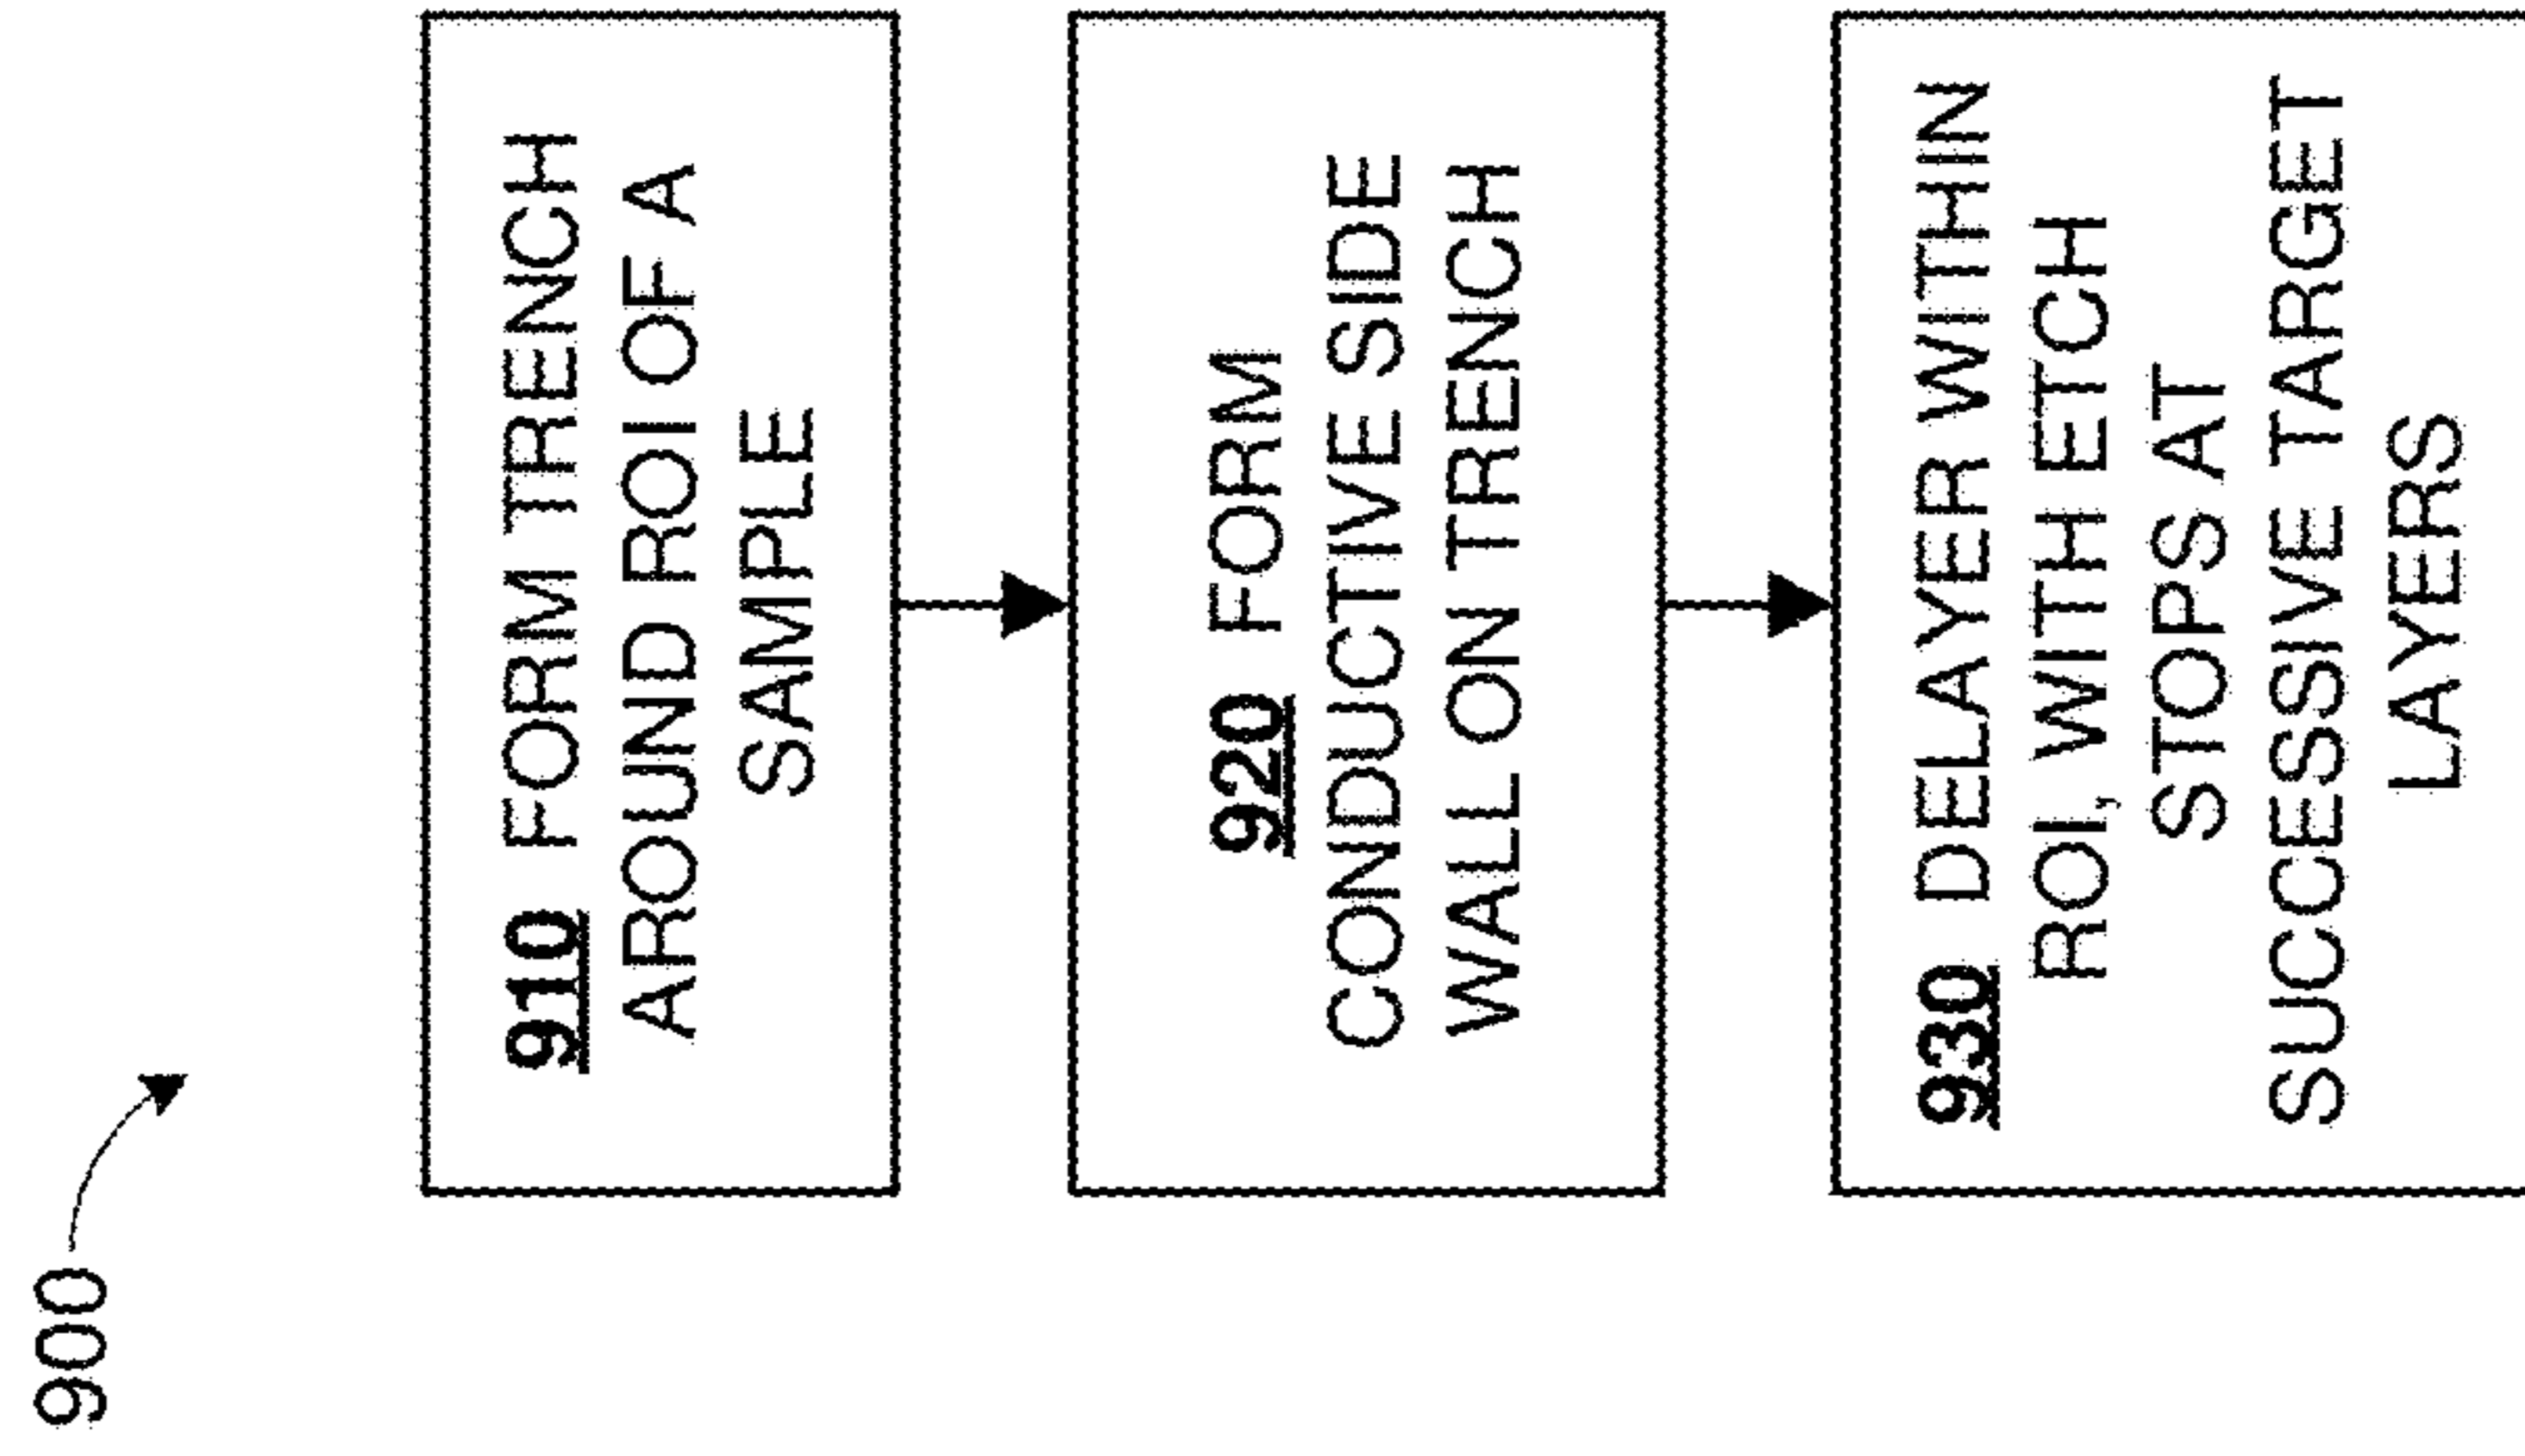 900
910 FORM TRENCH
AROUND ROI OF A
SAMPLE
920 FORM
CONDUCTIVE SIDE
WALL ON TRENCH
930 DELAYER WITHIN
ROI, WITH ETCH
STOPS AT
SUCCESSIVE TARGET
LAYERS